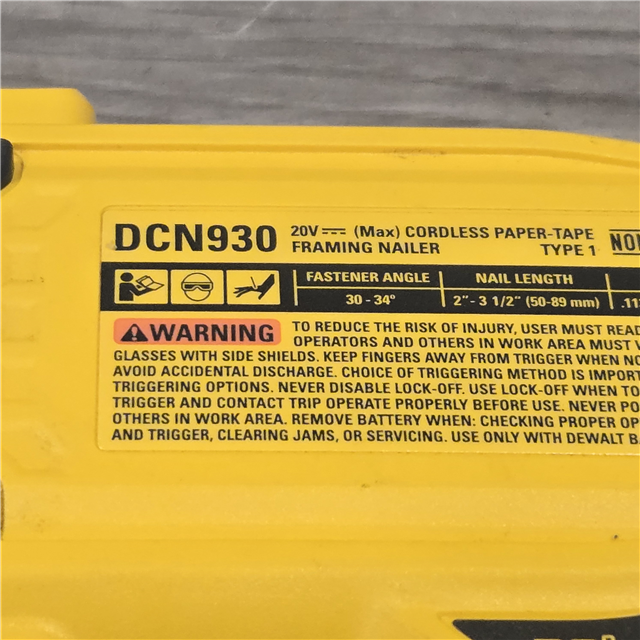 DCN930 20V (Max) CORDLESS PAPER-TAPE
FRAMING NAILER TYPE 1
FASTENER ANGLE NAIL LENGTH
30 - 34° 2” - 3 1/2” (50-89 mm)
WARNING TO REDUCE THE RISK OF INJURY, USER MUST READ
OPERATORS AND OTHERS IN WORK AREA MUST
GLASSES WITH SIDE SHIELDS. KEEP FINGERS AWAY FROM TRIGGER WHEN
AVOID ACCIDENTAL DISCHARGE. CHOICE OF TRIGGERING METHOD IS
TRIGGERING OPTIONS. NEVER DISABLE LOCK-OFF. USE LOCK-OFF WHEN
TRIGGER AND CONTACT TRIP OPERATE PROPERLY BEFORE USE. NEVER
OTHERS IN WORK AREA. REMOVE BATTERY WHEN: CHECKING PROPER
AND TRIGGER, CLEARING JAMS, OR SERVICING. USE ONLY WITH DEWALT